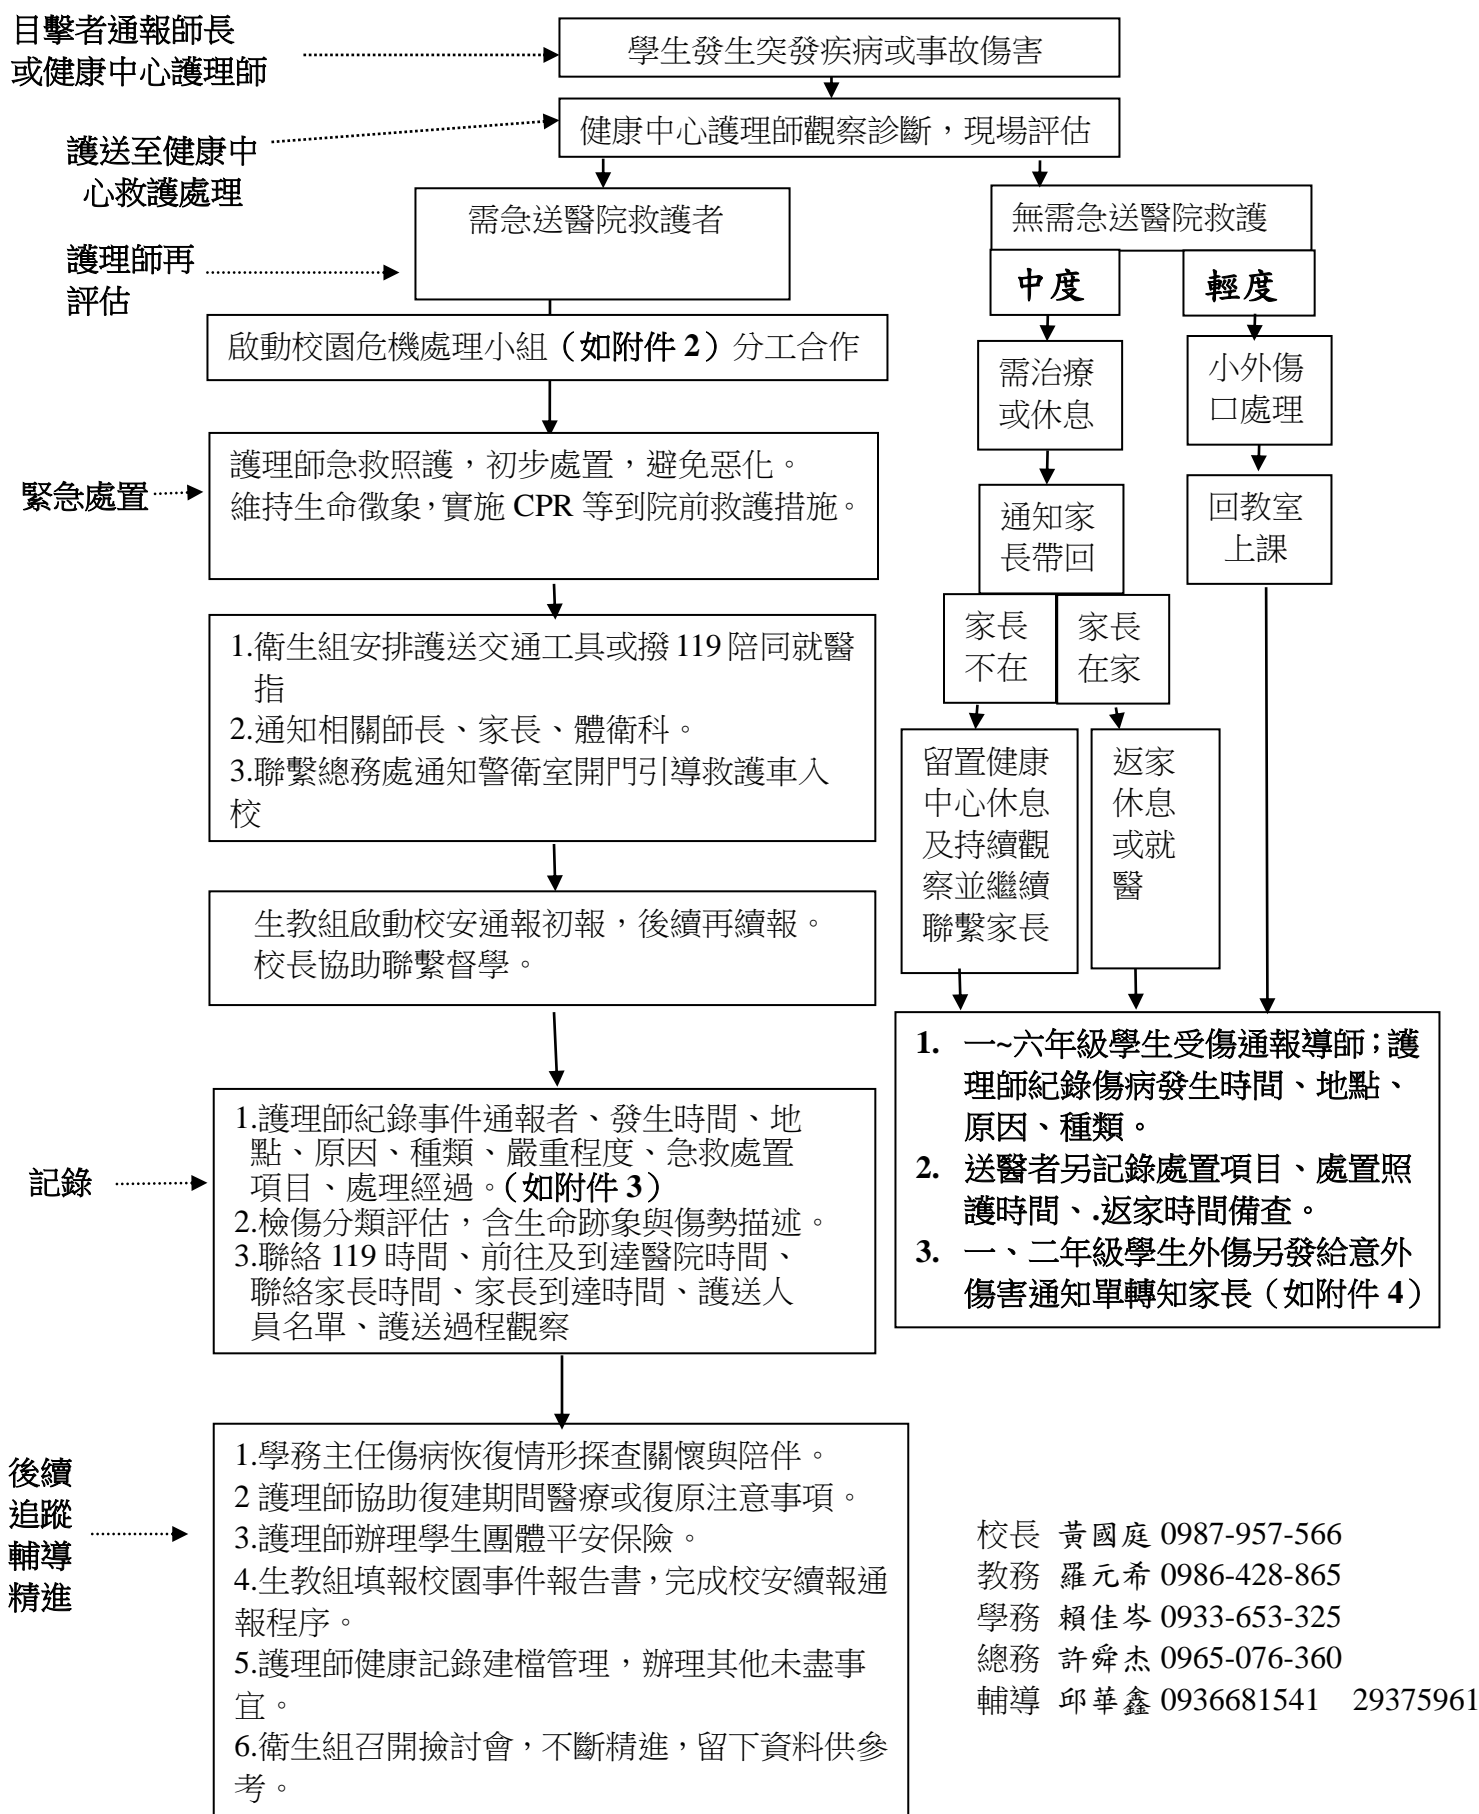 目擊者通報師長
或健康中心護理師
學生發生突發疾病或事故傷害
護送至健康中
心救護處理
健康中心護理師觀察診斷，現場評估
護理師再
評估
需急送醫院救護者
無需急送醫院救護
中度
輕度
啟動校園危機處理小組（如附件 2）分工合作
需治療
或休息
小外傷
口處理
緊急處置
護理師急救照護，初步處置，避免惡化。
維持生命徵象，實施 CPR 等到院前救護措施。
通知家
長帶回
回教室
上課
家長
不在
家長
在家
1.衛生組安排護送交通工具或撥 119 陪同就醫
指
2.通知相關師長、家長、體衛科。
3.聯繫總務處通知警衛室開門引導救護車入
校
留置健康
中心休息
及持續觀
察並繼續
聯繫家長
返家
休息
或就
醫
生教組啟動校安通報初報，後續再續報。
校長協助聯繫督學。
記錄
1.護理師紀錄事件通報者、發生時間、地
點、原因、種類、嚴重程度、急救處置
項目、處理經過。（如附件 3）
2.檢傷分類評估，含生命跡象與傷勢描述。
3.聯絡 119 時間、前往及到達醫院時間、
聯絡家長時間、家長到達時間、護送人
員名單、護送過程觀察
1. 一~六年級學生受傷通報導師；護
理師紀錄傷病發生時間、地點、
原因、種類。
2. 送醫者另記錄處置項目、處置照
護時間、.返家時間備查。
3. 一、二年級學生外傷另發給意外
傷害通知單轉知家長（如附件 4）
後續
追蹤
輔導
精進
1.學務主任傷病恢復情形探查關懷與陪伴。
2 護理師協助復建期間醫療或復原注意事項。
3.護理師辦理學生團體平安保險。
4.生教組填報校園事件報告書，完成校安續報通
報程序。
5.護理師健康記錄建檔管理，辦理其他未盡事
宜。
6.衛生組召開撿討會，不斷精進，留下資料供參
考。
校長 黃國庭 0987-957-566
教務 羅元希 0986-428-865
學務 賴佳岑 0933-653-325
總務 許舜杰 0965-076-360
輔導 邱華鑫 0936681541 29375961